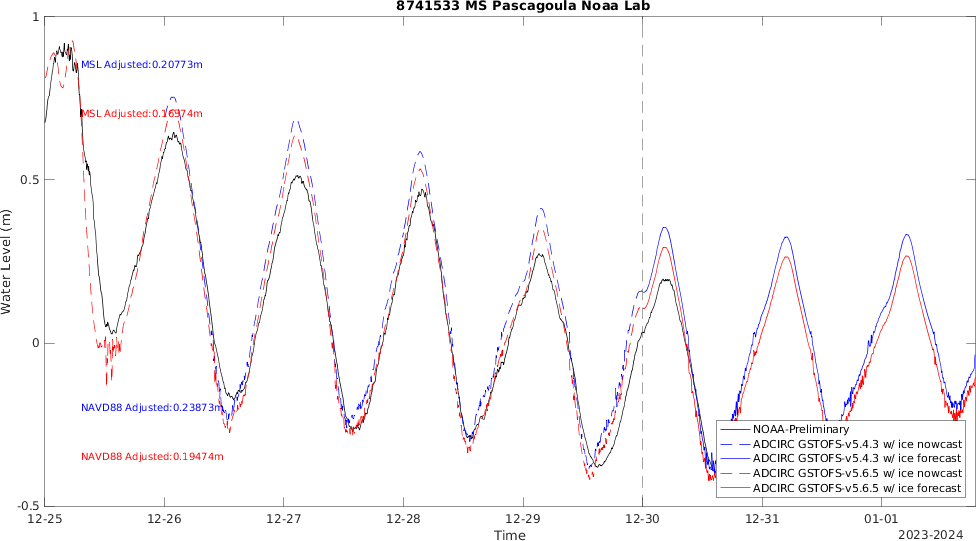 8741533 MS Pascagoula Noaa Lab
1
MSL Adjusted:0.20773m
MSL Adjusted:0.16974m
0.5
Water Level (m)
0
NAVD88 Adjusted:0.23873m
NAVD88 Adjusted:0.19474m
-0.5
NOAA-Preliminary
ADCIRC GSTOFS-v5.4.3 w/ ice nowcast
ADCIRC GSTOFS-v5.4.3 w/ ice forecast
ADCIRC GSTOFS-v5.6.5 w/ ice nowcast
ADCIRC GSTOFS-v5.6.5 w/ ice forecast
12-25 12-26 12-27 12-28 12-29 12-30 12-31 01-01
Time
2023-2024